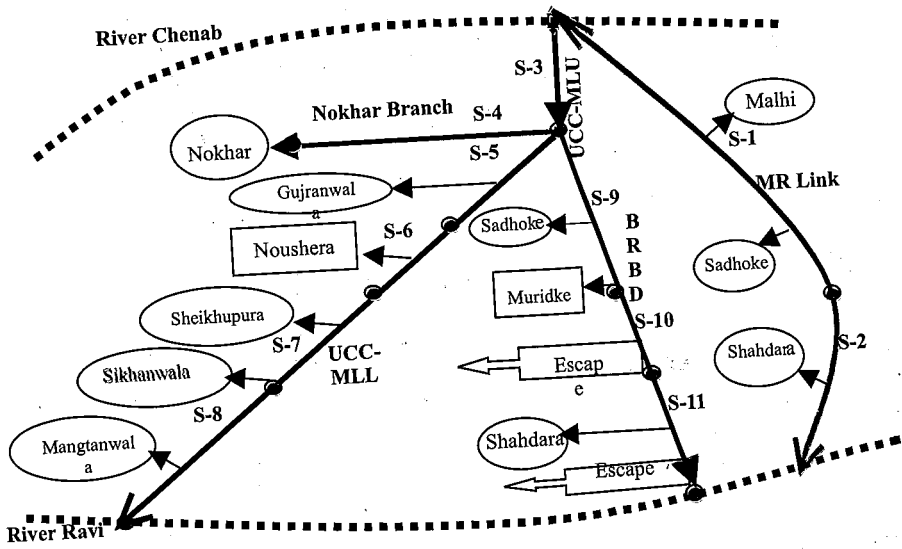 River Chenab
S-3
UCC-MLU
Malhi
S-1
Nokhar Branch
S-4
Nokhar
S-5
MR Link
Gujranwal
a
S-9
S-6
Sadhoke
B
R
B
D
Noushera
Sadhoke
Muridke
Sheikhupura
S-10
S-7
UCC-
MLL
Escap
e
Shahdara
S-2
Sikhanwala
S-8
S-11
Mangtanwal
a
Shahdara
Escape
River Ravi